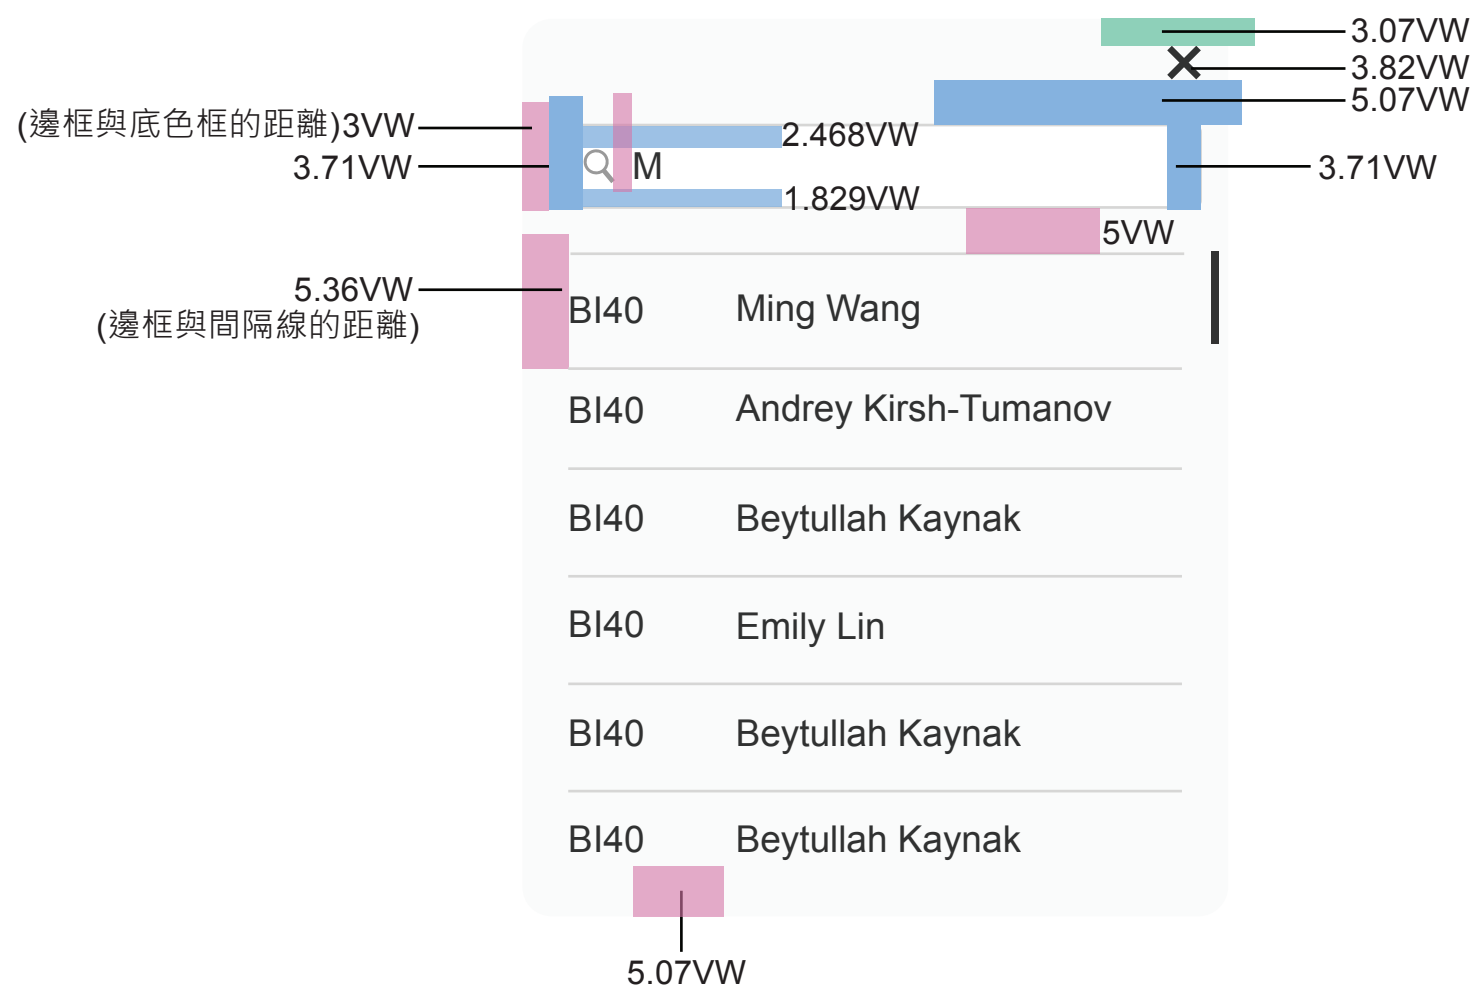 3.07VW
3.82VW
5.07VW
(邊框與底色框的距離)3VW
2.468VW
3.71VW
M
3.71VW
1.829VW
5VW
5.36VW
(邊框與間隔線的距離)
BI40 Ming Wang
BI40 Andrey Kirsh-Tumanov
BI40 Beytullah Kaynak
BI40 Emily Lin
BI40 Beytullah Kaynak
BI40 Beytullah Kaynak
5.07VW